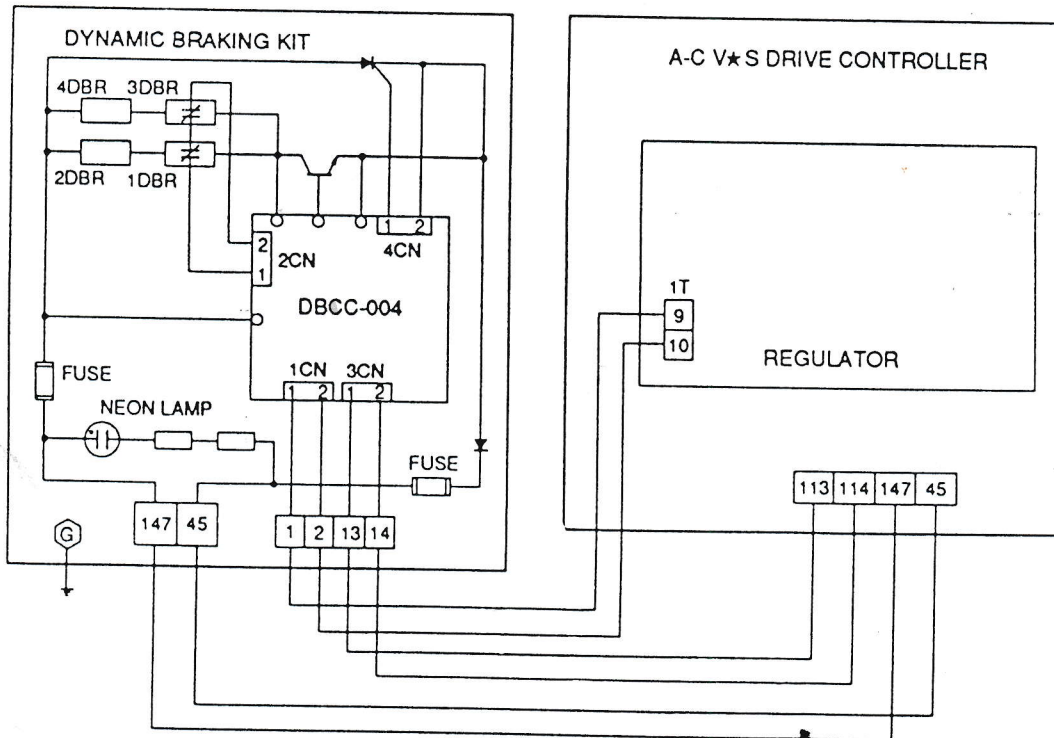 DYNAMIC BRAKING KIT
4DBR 3DBR
2DBR 1DBR
1 2
4CN
2
1
2CN
DBCC-004
1CN 3CN
1 2 1 2
FUSE
NEON LAMP
FUSE
147 45
1 2 13 14
G
A-C V★S DRIVE CONTROLLER
1T
9
10
REGULATOR
113 114 147 45